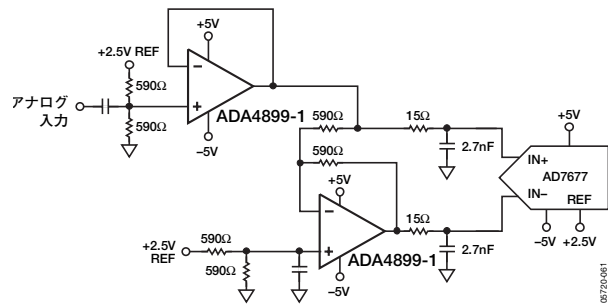 +5V
+2.5V REF
590Ω
アナログ
入力
590Ω
ADA4899-1
–5V
590Ω
15Ω
590Ω
2.7nF
+5V
IN+
AD7677
IN–
REF
–5V
+2.5V
+5V
15Ω
+2.5V
REF
590Ω
590Ω
ADA4899-1
2.7nF
–5V
05720-061